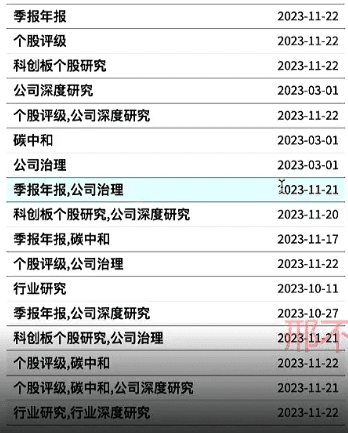 季报年报 2023-11-22
个股评级 2023-11-22
科创板个股研究 2023-11-22
公司深度研究 2023-03-01
个股评级,公司深度研究 2023-11-22
碳中和 2023-03-01
公司治理 2023-03-01
季报年报,公司治理 2023-11-21
科创板个股研究,公司深度研究 2023-11-20
季报年报,碳中和 2023-11-17
个股评级,公司治理 2023-11-22
行业研究 2023-10-11
季报年报,公司深度研究 2023-10-27
邢不
科创板个股研究,公司治理 2023-11-21
个股评级,碳中和 2023-11-22
个股评级,碳中和,公司深度研究 2023-11-21
行业研究,行业深度研究 2023-11-22